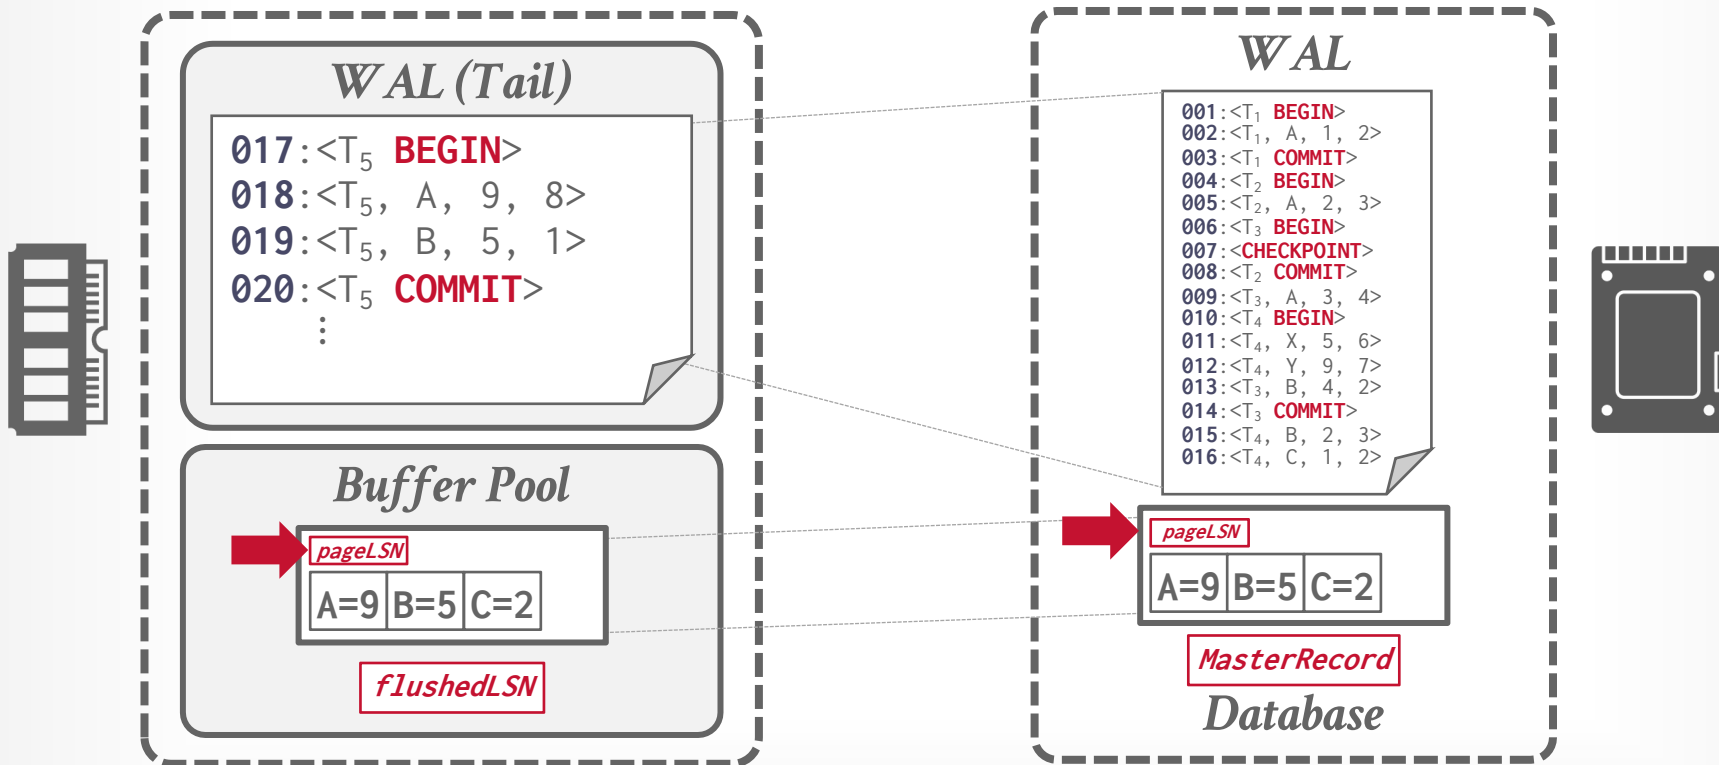 WAL (Tail)
017:<T₅ BEGIN>
018:<T₅, A, 9, 8>
019:<T₅, B, 5, 1>
020:<T₅ COMMIT>
⋮
Buffer Pool
pageLSN
A=9 B=5 C=2
flushedLSN
WAL
001:<T₁ BEGIN>
002:<T₁, A, 1, 2>
003:<T₁ COMMIT>
004:<T₂ BEGIN>
005:<T₂, A, 2, 3>
006:<T₃ BEGIN>
007:<CHECKPOINT>
008:<T₂ COMMIT>
009:<T₃, A, 3, 4>
010:<T₄ BEGIN>
011:<T₄, X, 5, 6>
012:<T₄, Y, 9, 7>
013:<T₃, B, 4, 2>
014:<T₃ COMMIT>
015:<T₄, B, 2, 3>
016:<T₄, C, 1, 2>
pageLSN
A=9 B=5 C=2
MasterRecord
Database